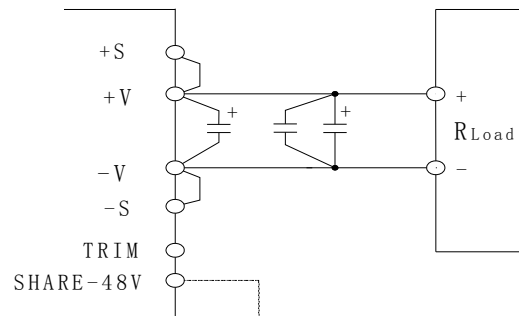 +S
+V
+
+
+
RLoad
-V
-
-S
TRIM
SHARE-48V